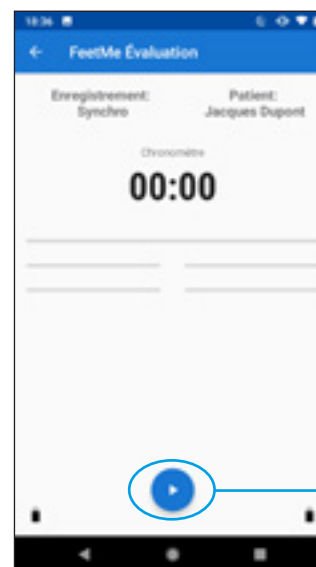 18:36
FeetMe Évaluation
Enregistrement: Patient:
Synchro Jacques Dupont
Chronomètre
00:00